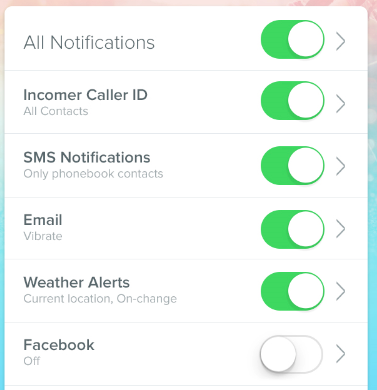 All Notifications
Incomer Caller ID
All Contacts
SMS Notifications
Only phonebook contacts
Email
Vibrate
Weather Alerts
Current location, On-change
Facebook
Off